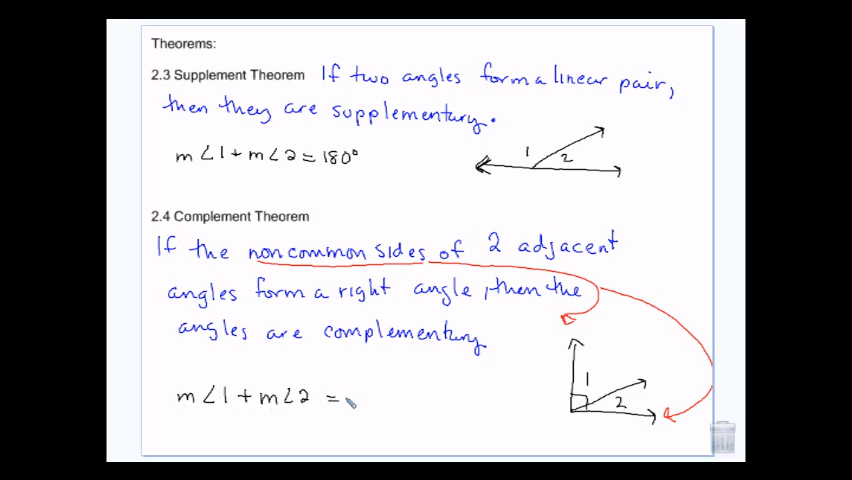 Theorems:
2.3 Supplement Theorem If two angles form a linear pair,
then they are supplementary.
m∠1 + m∠2 = 180°
1 2
2.4 Complement Theorem
If the noncommon sides of 2 adjacent
angles form a right angle, then the
angles are complementary
m∠1 + m∠2 =
1
2